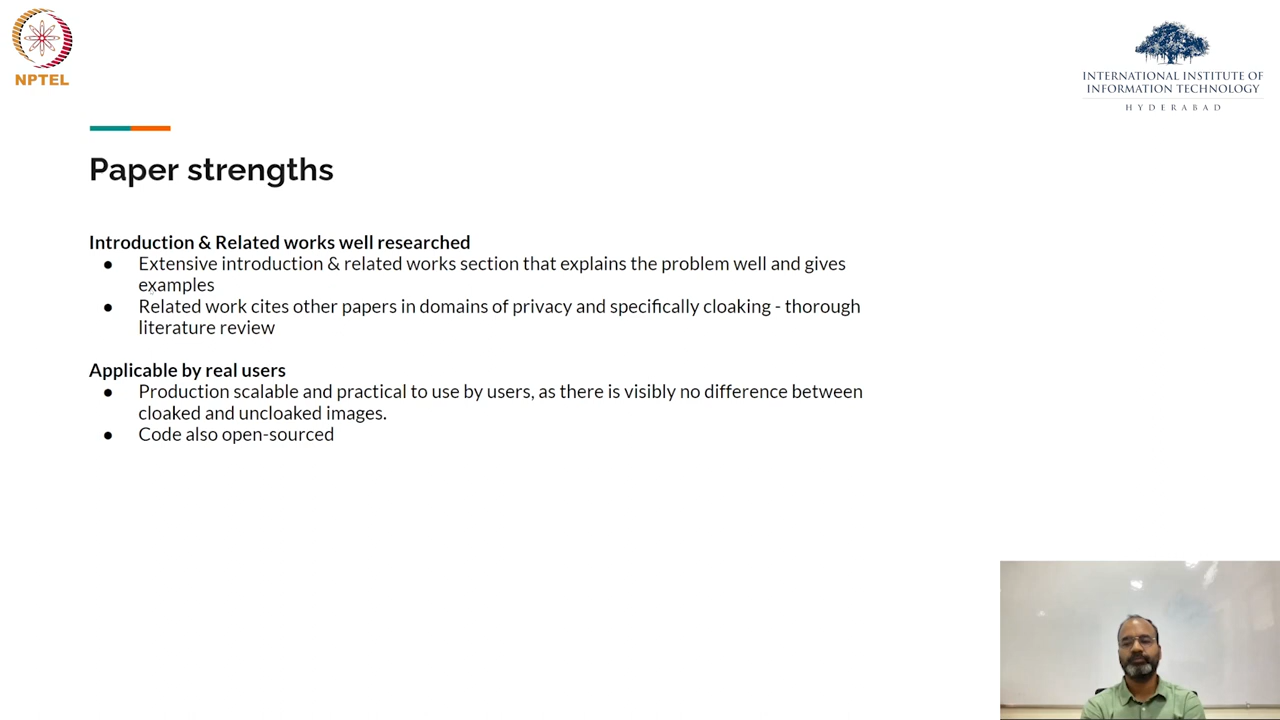 NPTEL
INTERNATIONAL INSTITUTE OF
INFORMATION TECHNOLOGY
HYDERABAD
Paper strengths
Introduction & Related works well researched
● Extensive introduction & related works section that explains the problem well and gives
examples
● Related work cites other papers in domains of privacy and specifically cloaking - thorough
literature review
Applicable by real users
● Production scalable and practical to use by users, as there is visibly no difference between
cloaked and uncloaked images.
● Code also open-sourced